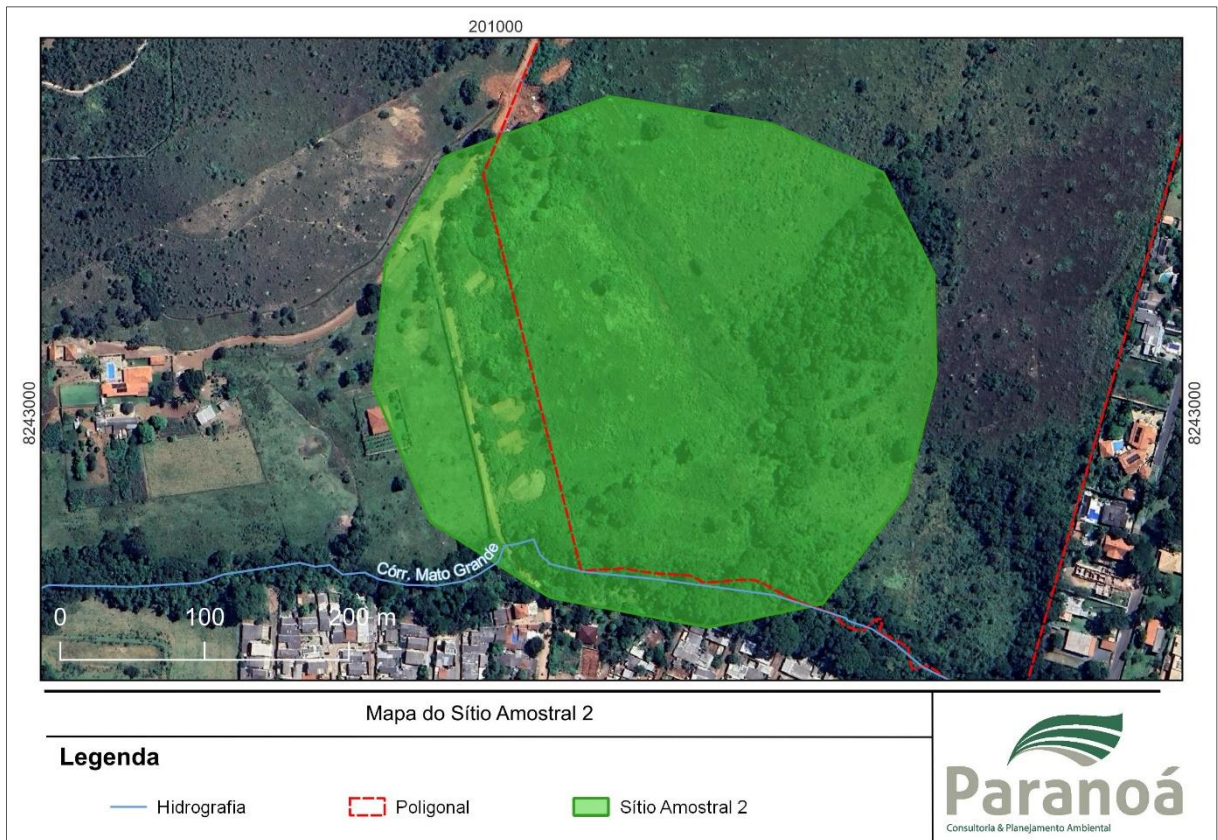 201000
8243000
8243000
Córr. Mato Grande
0 100 200 m
Mapa do Sítio Amostral 2
Legenda
Hidrografia
Poligonal
Sítio Amostral 2
Paranoá
Consultoria & Planejamento Ambiental